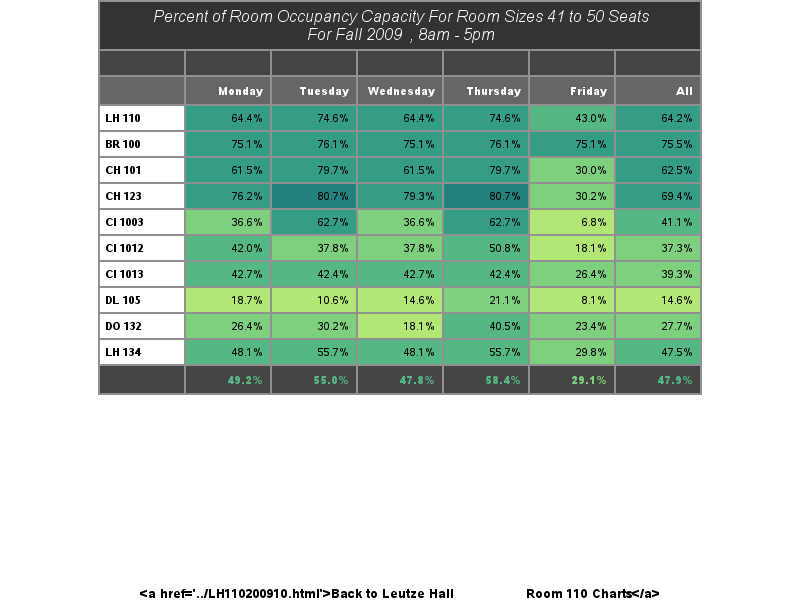 Percent of Room Occupancy Capacity For Room Sizes 41 to 50 Seats
For Fall 2009 , 8am - 5pm
Monday Tuesday Wednesday Thursday Friday All
LH 110 64.4% 74.6% 64.4% 74.6% 43.0% 64.2%
BR 100 75.1% 76.1% 75.1% 76.1% 75.1% 75.5%
CH 101 61.5% 79.7% 61.5% 79.7% 30.0% 62.5%
CH 123 76.2% 80.7% 79.3% 80.7% 30.2% 69.4%
CI 1003 36.6% 62.7% 36.6% 62.7% 6.8% 41.1%
CI 1012 42.0% 37.8% 37.8% 50.8% 18.1% 37.3%
CI 1013 42.7% 42.4% 42.7% 42.4% 26.4% 39.3%
DL 105 18.7% 10.6% 14.6% 21.1% 8.1% 14.6%
DO 132 26.4% 30.2% 18.1% 40.5% 23.4% 27.7%
LH 134 48.1% 55.7% 48.1% 55.7% 29.8% 47.5%
49.2% 55.0% 47.8% 58.4% 29.1% 47.9%
<a href='../LH110200910.html'>Back to Leutze Hall Room 110 Charts</a>